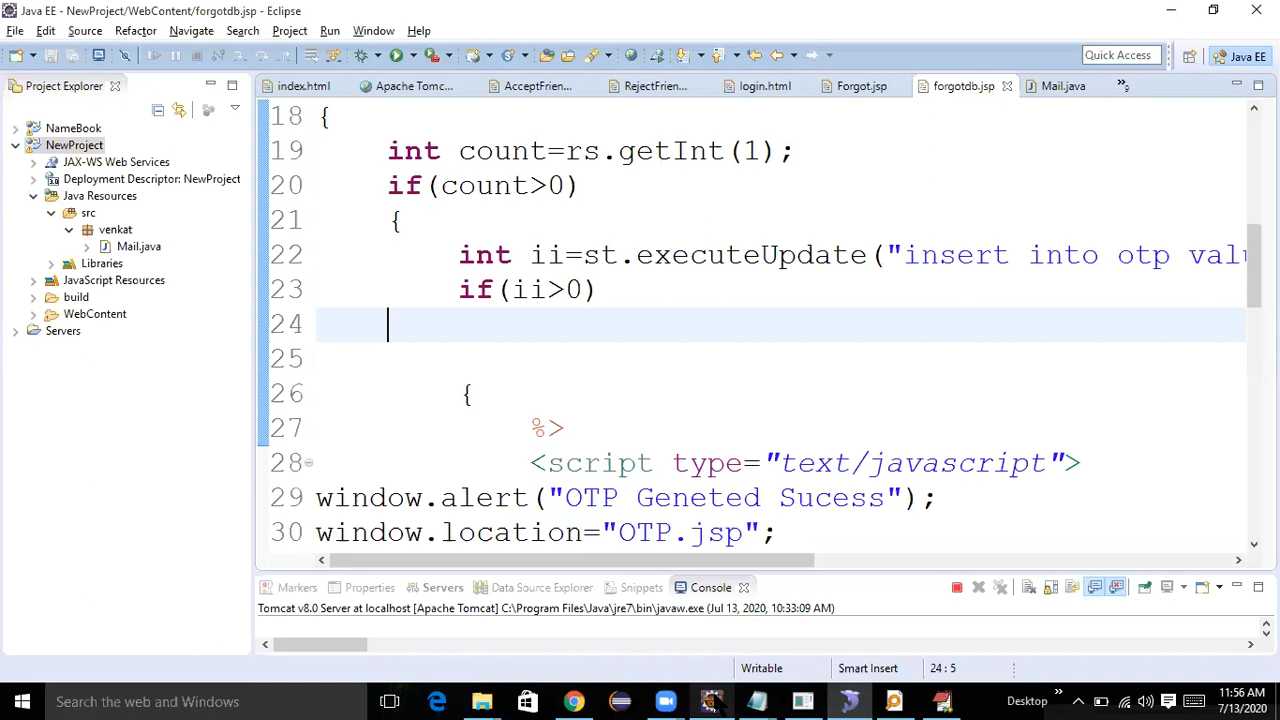 Java EE - NewProject/WebContent/forgotdb.jsp - Eclipse
File Edit Source Refactor Navigate Search Project Run Window Help
Quick Access
Java EE
Project Explorer
index.html Apache Tomc... AcceptFrien... RejectFrien... login.html Forgot.jsp forgotdb.jsp Mail.java »9
NameBook
NewProject
JAX-WS Web Services
Deployment Descriptor: NewProject
Java Resources
src
venkat
Mail.java
Libraries
JavaScript Resources
build
WebContent
Servers
18 {
19 int count=rs.getInt(1);
20 if(count>0)
21 {
22 int ii=st.executeUpdate("insert into otp valu
23 if(ii>0)
24
25
26 {
27 %>
28 <script type="text/javascript">
29 window.alert("OTP Geneted Sucess");
30 window.location="OTP.jsp";
Markers Properties Servers Data Source Explorer Snippets Console
Tomcat v8.0 Server at localhost [Apache Tomcat] C:\Program Files\Java\jre7\bin\javaw.exe (Jul 13, 2020, 10:33:09 AM)
Writable Smart Insert 24 : 5
Search the web and Windows
Desktop »
11:56 AM
7/13/2020